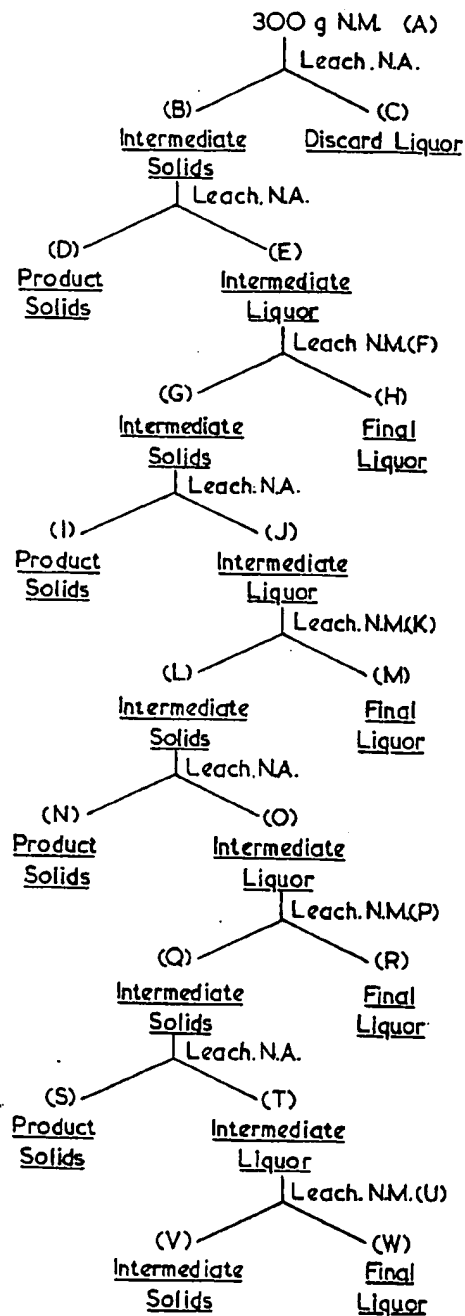 300 g N.M. (A)
Leach. N.A.
(B) (C)
Intermediate Discard Liquor
Solids
Leach. N.A.
(D) (E)
Product Intermediate
Solids Liquor
Leach N.M.(F)
(G) (H)
Intermediate Final
Solids Liquor
Leach. N.A.
(I) (J)
Product Intermediate
Solids Liquor
Leach. N.M.(K)
(L) (M)
Intermediate Final
Solids Liquor
Leach. N.A.
(N) (O)
Product Intermediate
Solids Liquor
Leach. N.M.(P)
(Q) (R)
Intermediate Final
Solids Liquor
Leach. N.A.
(S) (T)
Product Intermediate
Solids Liquor
Leach. N.M.(U)
(V) (W)
Intermediate Final
Solids Liquor